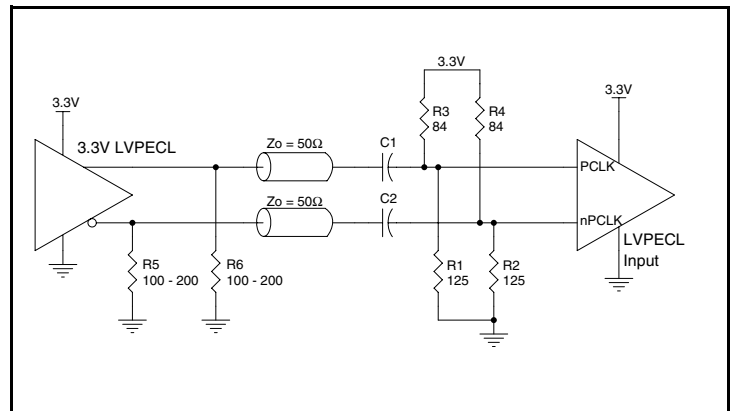 3.3V
3.3V LVPECL
R5
100 - 200
R6
100 - 200
Zo = 50Ω
Zo = 50Ω
C1
C2
3.3V
R3
84
R4
84
R1
125
R2
125
3.3V
PCLK
nPCLK
LVPECL
Input